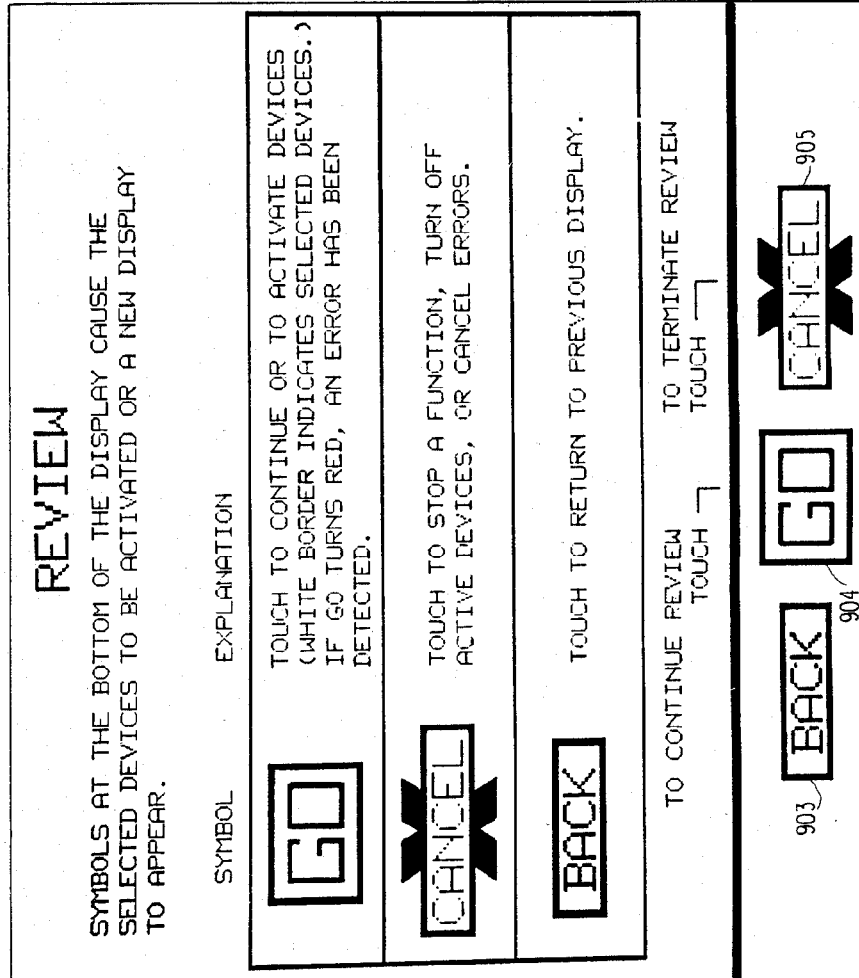 REVIEW
SYMBOLS AT THE BOTTOM OF THE DISPLAY CAUSE THE
SELECTED DEVICES TO BE ACTIVATED OR A NEW DISPLAY
TO APPEAR.
SYMBOL EXPLANATION
GO TOUCH TO CONTINUE OR TO ACTIVATE DEVICES
(WHITE BORDER INDICATES SELECTED DEVICES.)
IF GO TURNS RED, AN ERROR HAS BEEN
DETECTED.
CANCEL TOUCH TO STOP A FUNCTION, TURN OFF
ACTIVE DEVICES, OR CANCEL ERRORS.
BACK TOUCH TO RETURN TO PREVIOUS DISPLAY.
TO CONTINUE REVIEW TO TERMINATE REVIEW
TOUCH TOUCH
BACK GO CANCEL
903 904 905